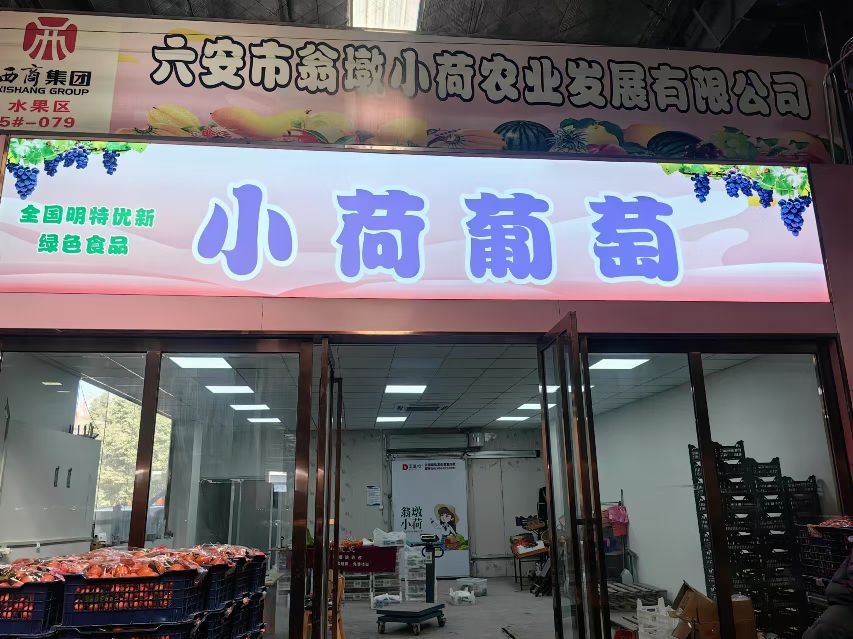 西商集团
XISHANG GROUP
水果区
5#-079
六安市翁墩小荷农业发展有限公司
全国明特优新
绿色食品
小荷葡萄
翁墩
小荷